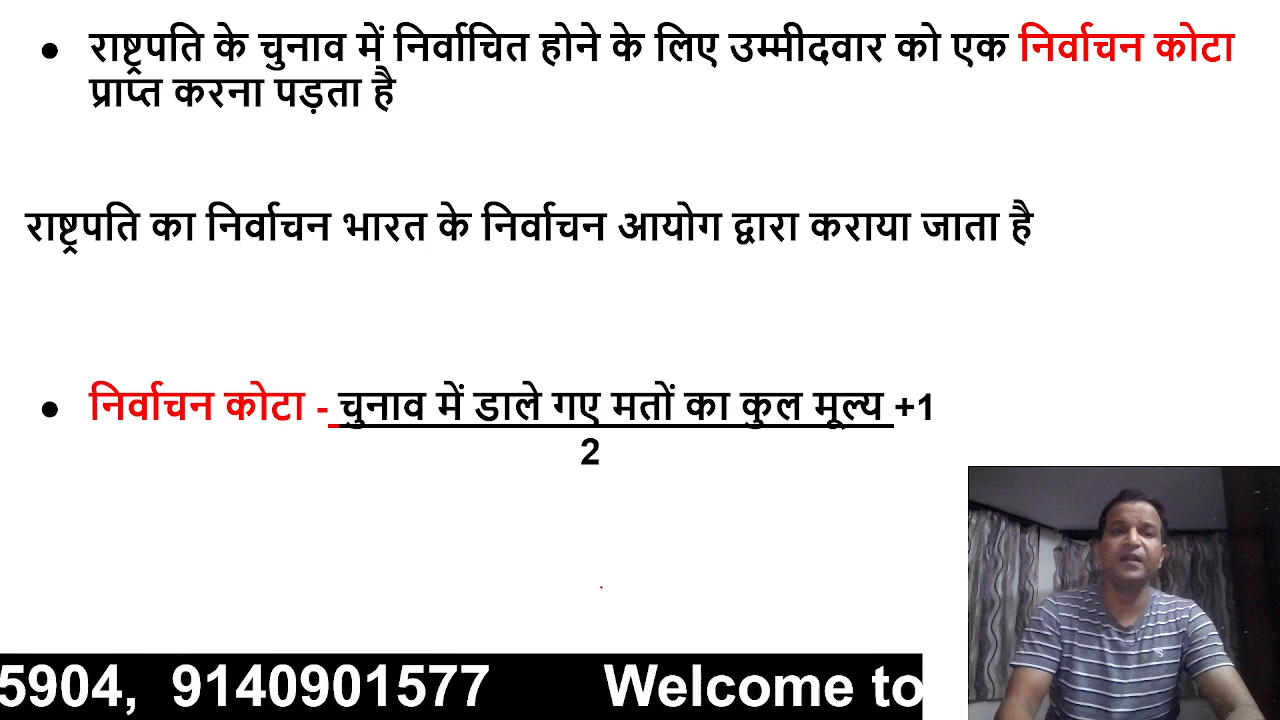 ● राष्ट्रपति के चुनाव में निर्वाचित होने के लिए उम्मीदवार को एक निर्वाचन कोटा
प्राप्त करना पड़ता है
राष्ट्रपति का निर्वाचन भारत के निर्वाचन आयोग द्वारा कराया जाता है
● निर्वाचन कोटा - चुनाव में डाले गए मतों का कुल मूल्य +1
2
5904, 9140901577 Welcome to